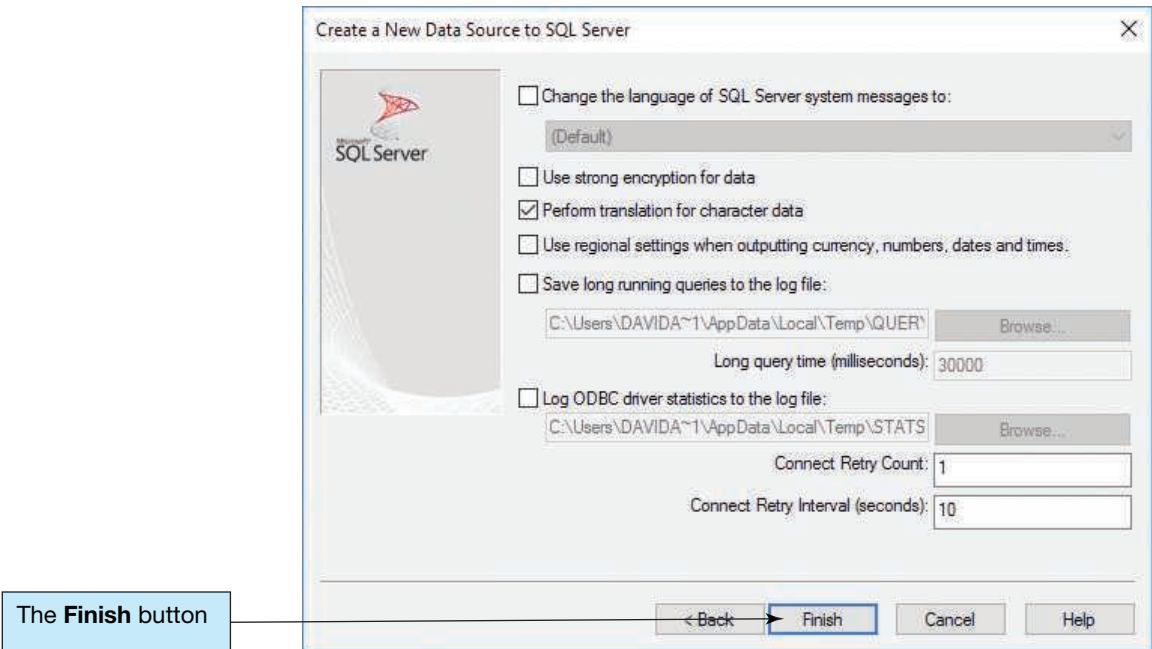 Create a New Data Source to SQL Server
Microsoft
SQL Server
Change the language of SQL Server system messages to:
(Default)
Use strong encryption for data
Perform translation for character data
Use regional settings when outputting currency, numbers, dates and times.
Save long running queries to the log file:
C:\Users\DAVIDA~1\AppData\Local\Temp\QUERY
Browse...
Long query time (milliseconds): 30000
Log ODBC driver statistics to the log file:
C:\Users\DAVIDA~1\AppData\Local\Temp\STATS
Browse...
Connect Retry Count: 1
Connect Retry Interval (seconds): 10
The Finish button
< Back Finish Cancel Help